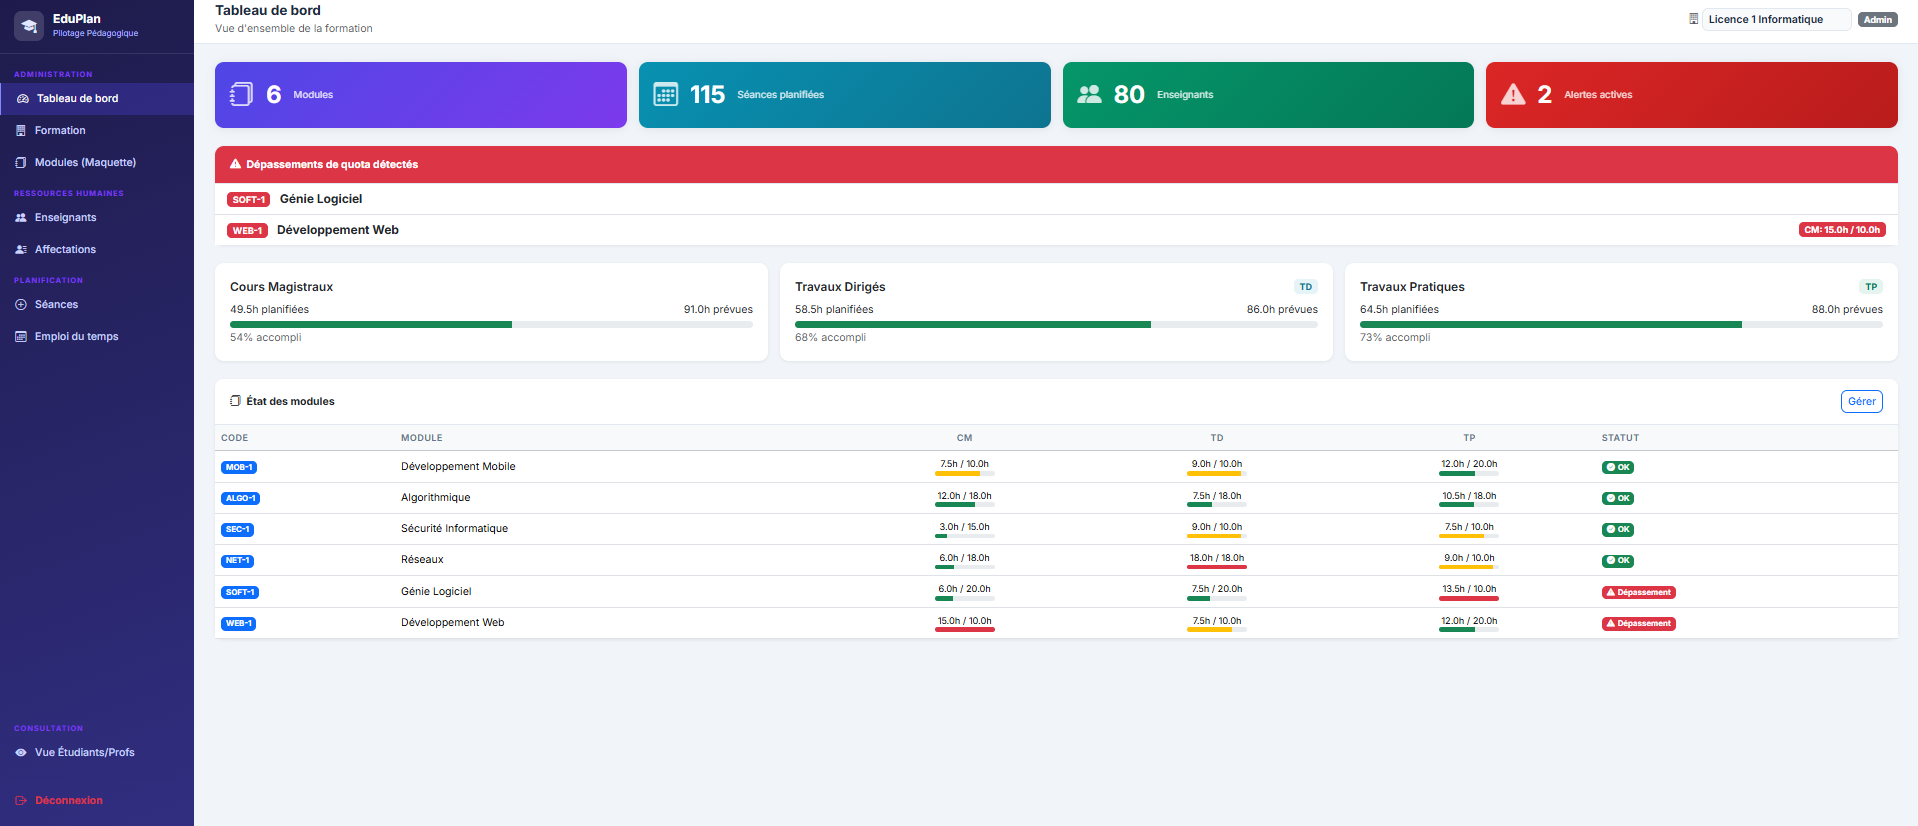 EduPlan
Pilotage Pédagogique
ADMINISTRATION
Tableau de bord
Formation
Modules (Maquette)
RESSOURCES HUMAINES
Enseignants
Affectations
PLANIFICATION
Séances
Emploi du temps
CONSULTATION
Vue Étudiants/Profs
Déconnexion
Tableau de bord
Vue d'ensemble de la formation
Licence 1 Informatique Admin
6 Modules
115 Séances planifiées
80 Enseignants
2 Alertes actives
Dépassements de quota détectés
SOFT-1 Génie Logiciel
WEB-1 Développement Web CM: 15.0h / 10.0h
Cours Magistraux
49.5h planifiées 91.0h prévues
54% accompli
Travaux Dirigés TD
58.5h planifiées 86.0h prévues
68% accompli
Travaux Pratiques TP
64.5h planifiées 88.0h prévues
73% accompli
État des modules Gérer
CODE MODULE CM TD TP STATUT
MOB-1 Développement Mobile 7.5h / 10.0h 9.0h / 10.0h 12.0h / 20.0h OK
ALGO-1 Algorithmique 12.0h / 18.0h 7.5h / 18.0h 10.5h / 18.0h OK
SEC-1 Sécurité Informatique 3.0h / 15.0h 9.0h / 10.0h 7.5h / 10.0h OK
NET-1 Réseaux 6.0h / 18.0h 18.0h / 18.0h 9.0h / 10.0h OK
SOFT-1 Génie Logiciel 6.0h / 20.0h 7.5h / 20.0h 13.5h / 10.0h Dépassement
WEB-1 Développement Web 15.0h / 10.0h 7.5h / 10.0h 12.0h / 20.0h Dépassement